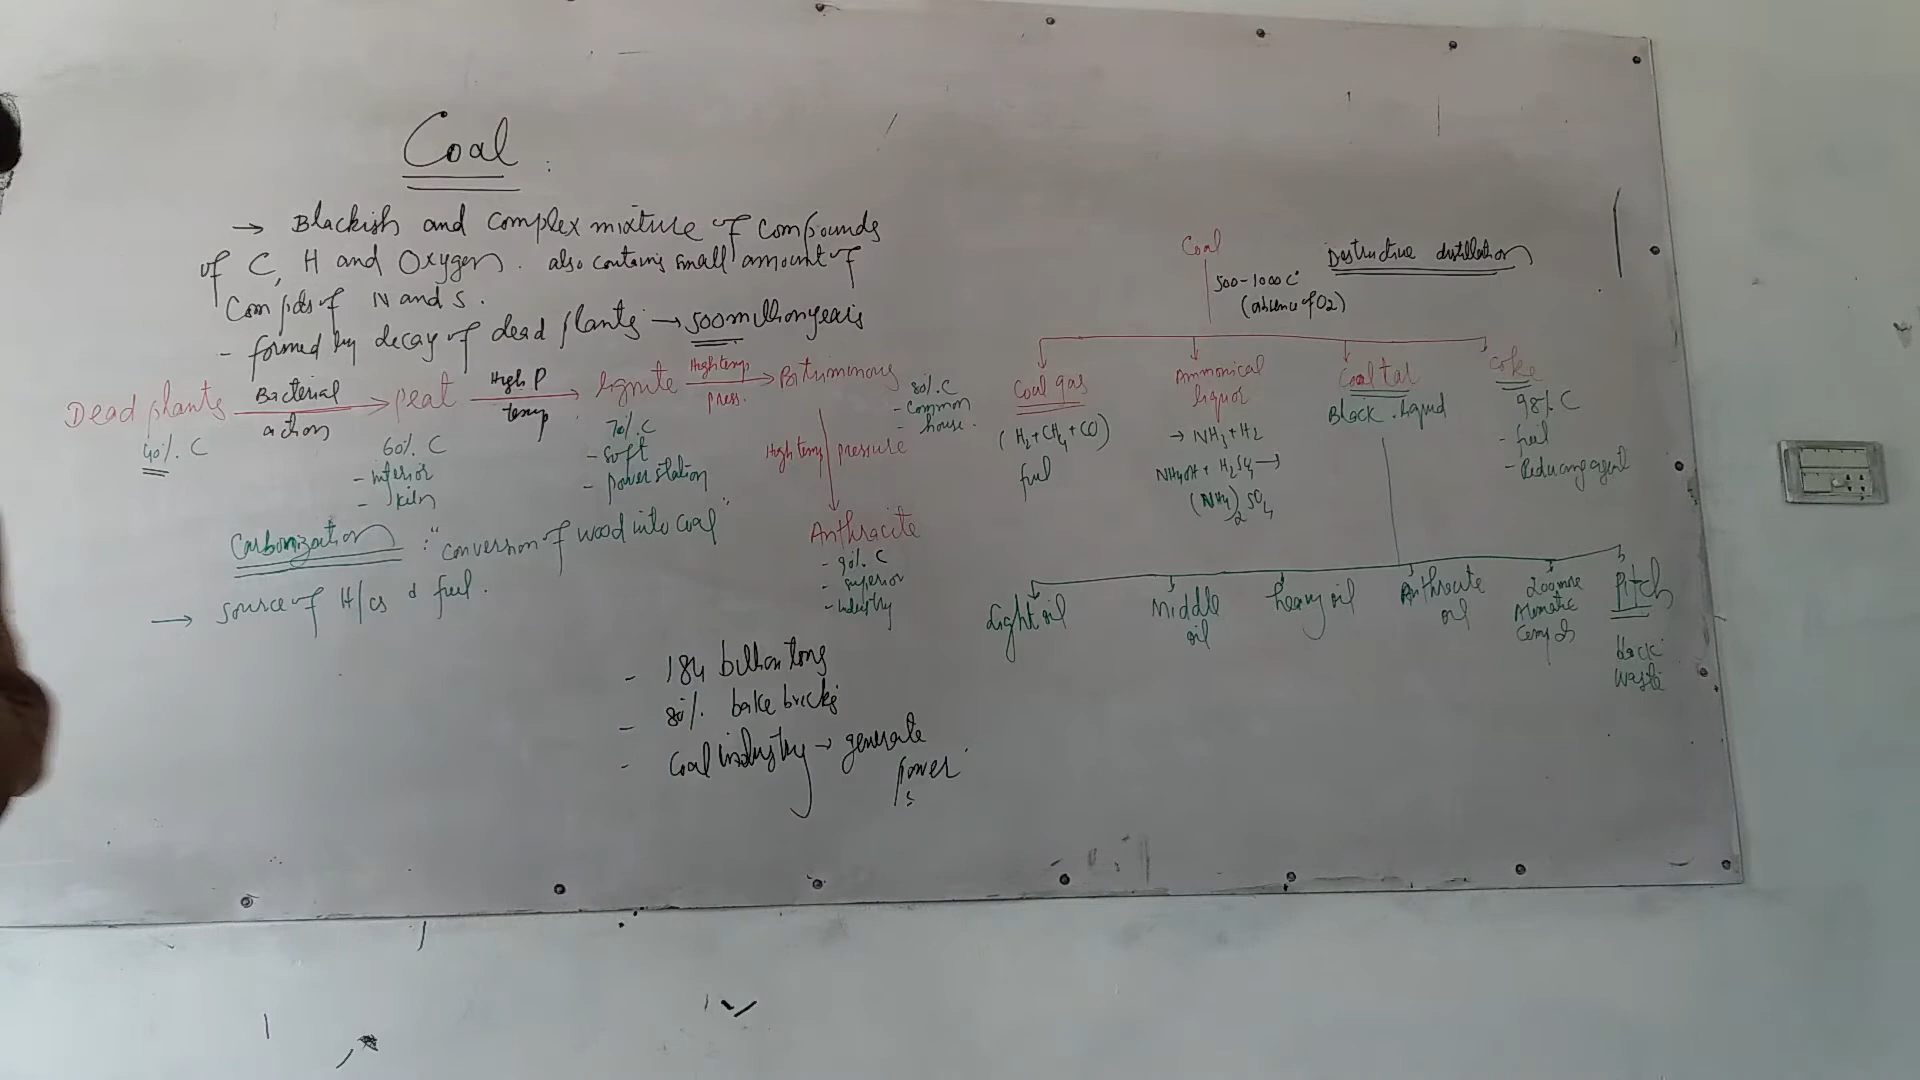 Coal
→ Blackish and complex mixture of compounds
of C, H and Oxygen. also contains small amount of
Compds of N and S.
- formed by decay of dead plants → 500 million years
Dead plants Bacterial action → peat High P temp → lignite High temp press. → Bituminous
40% C
60% C
- inferior
- kiln
70% C
- soft
- power station
80% C
- common
- house.
High temp pressure
Anthracite
- 90% C
- superior
- industry
Carbonization : "conversion of wood into coal"
→ source of H/cs & fuel.
- 184 billion tons
- 80% bake bricks
- Coal industry → generate
power
Destructive distillation
Coal
500-1000 C°
(absence of O2)
Coal gas
(H2+CH4+CO)
fuel
Ammonical
liquor
→ NH3+H2
NH4OH + H2SO4 →
(NH4)2SO4
Coal tar
Black liquid
Coke
98% C
- fuel
- Reducing agent
Light oil
Middle
oil
heavy oil
Anthracite
oil
200 more
Aromatic
Comp ds
Pitch
back
waste